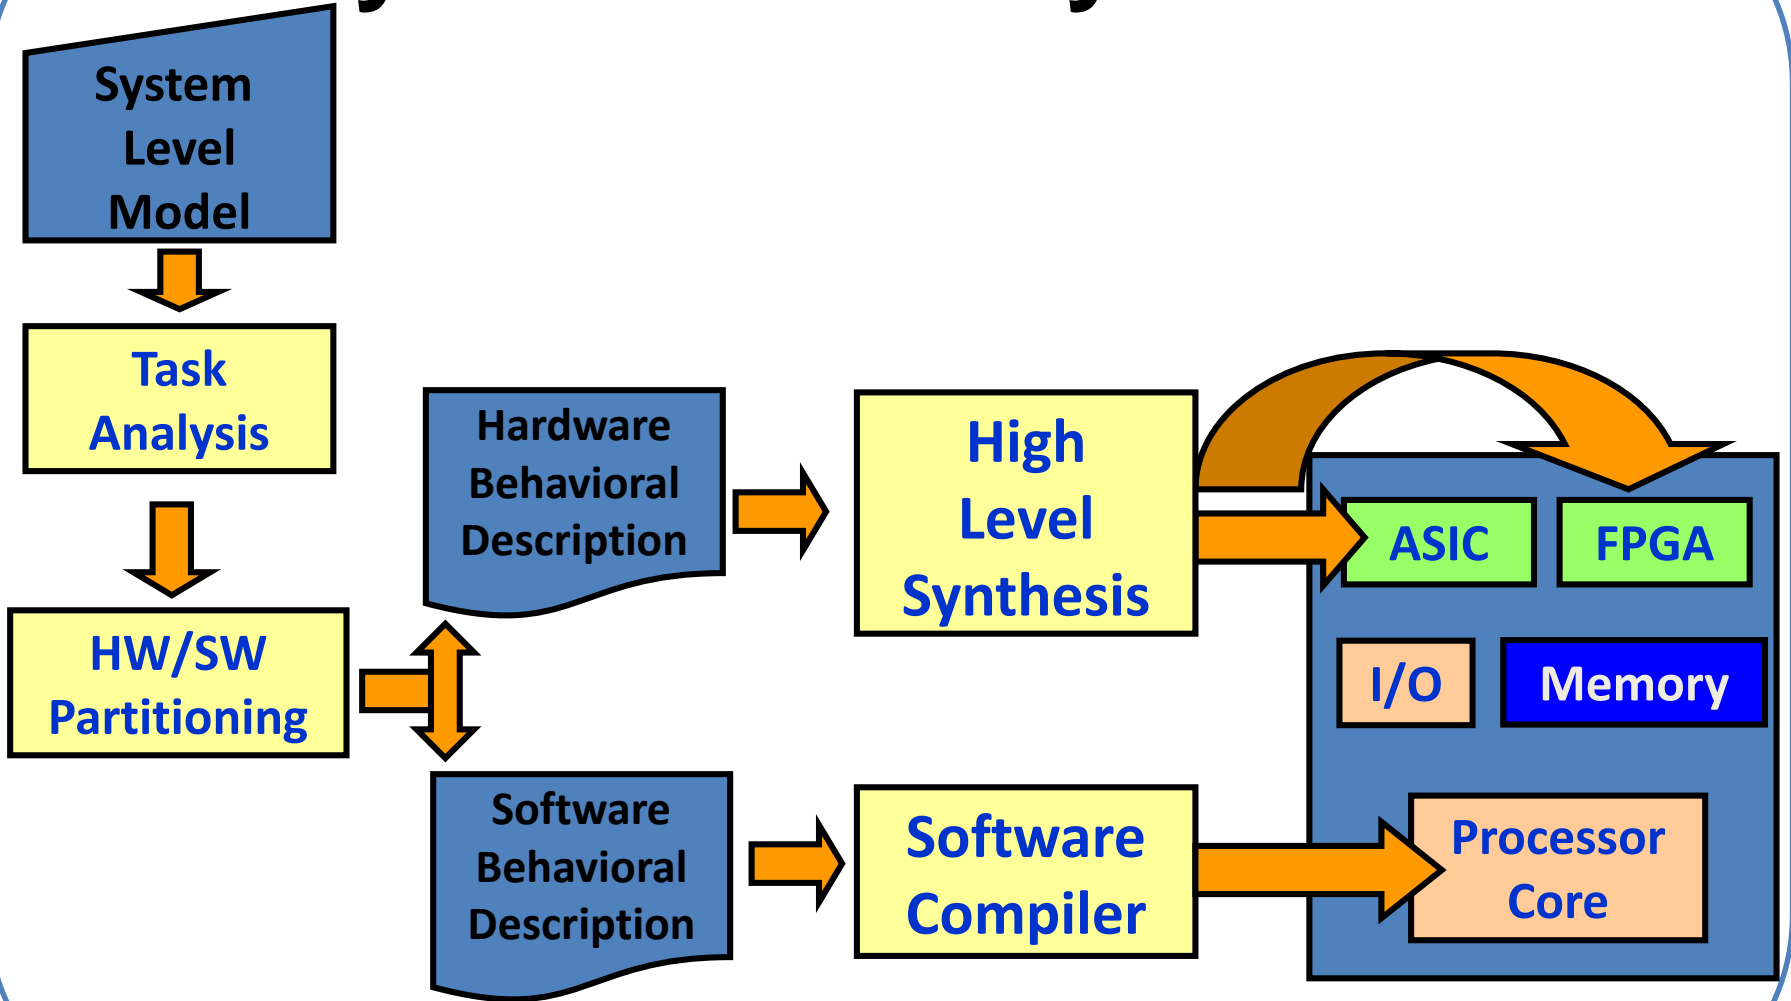 System
Level
Model
Task
Analysis
HW/SW
Partitioning
Hardware
Behavioral
Description
Software
Behavioral
Description
High
Level
Synthesis
Software
Compiler
ASIC
FPGA
I/O
Memory
Processor
Core